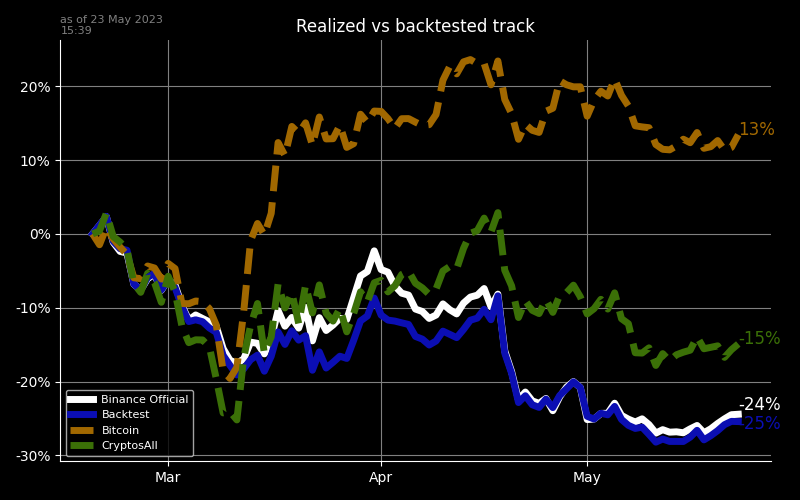 as of 23 May 2023
15:39
Realized vs backtested track
20%
10%
0%
-10%
-20%
-30%
13%
-15%
-24%
-25%
Binance Official
Backtest
Bitcoin
CryptosAll
Mar
Apr
May